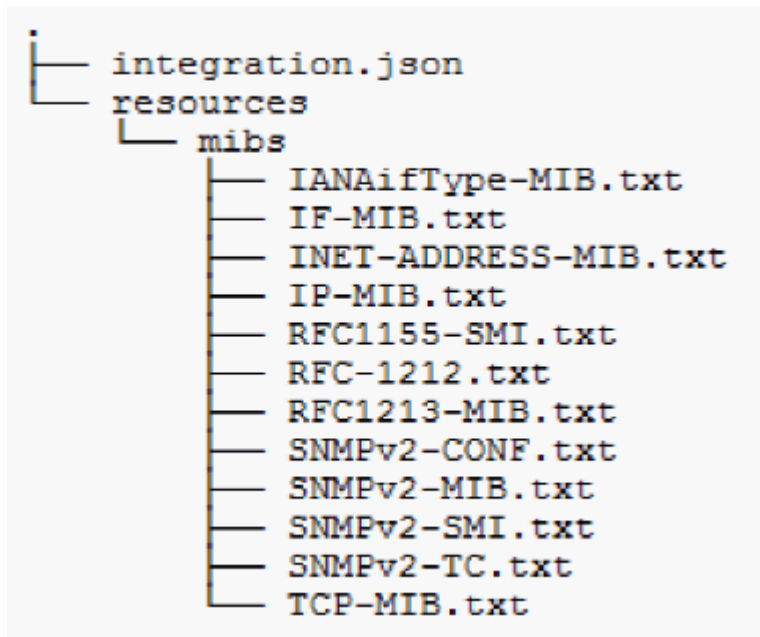 .
├── integration.json
└── resources
    └── mibs
        ├── IANAifType-MIB.txt
        ├── IF-MIB.txt
        ├── INET-ADDRESS-MIB.txt
        ├── IP-MIB.txt
        ├── RFC1155-SMI.txt
        ├── RFC-1212.txt
        ├── RFC1213-MIB.txt
        ├── SNMPv2-CONF.txt
        ├── SNMPv2-MIB.txt
        ├── SNMPv2-SMI.txt
        ├── SNMPv2-TC.txt
        └── TCP-MIB.txt